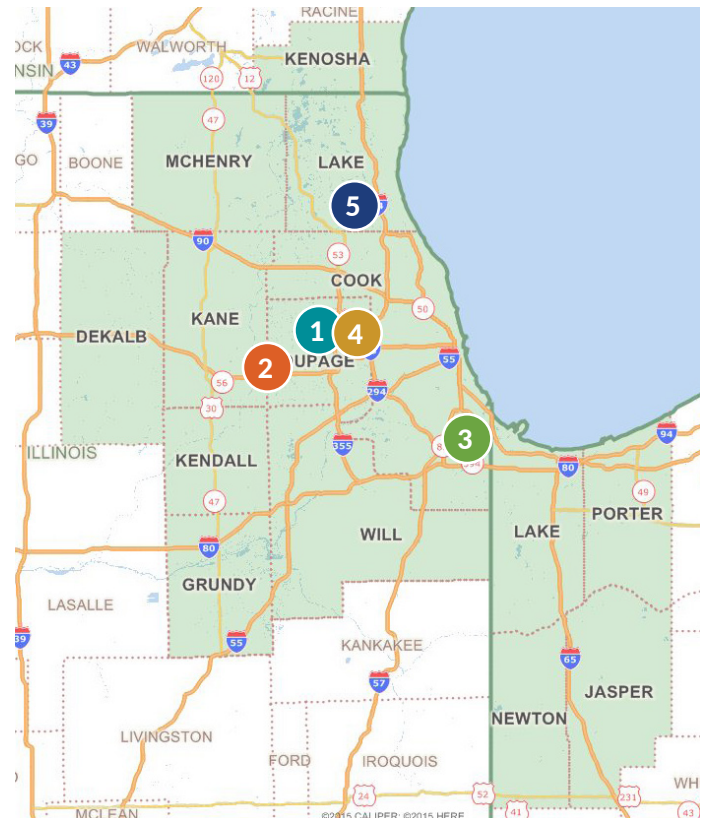 RACINE
OCK
WALWORTH
KENOSHA
NSIN
43
120
12
39
47
GO
BOONE
MCHENRY
LAKE
5
90
53
COOK
KANE
50
DEKALB
1
4
DUPAGE
55
2
56
294
30
3
94
ILLINOIS
355
8
394
KENDALL
80
47
49
PORTER
WILL
LAKE
80
GRUNDY
LASALLE
39
55
KANKAKEE
65
57
JASPER
NEWTON
LIVINGSTON
FORD
IROQUOIS
WH
24
52
231
41
43
MCLEAN
©2015 CALIPER; ©2015 HERE